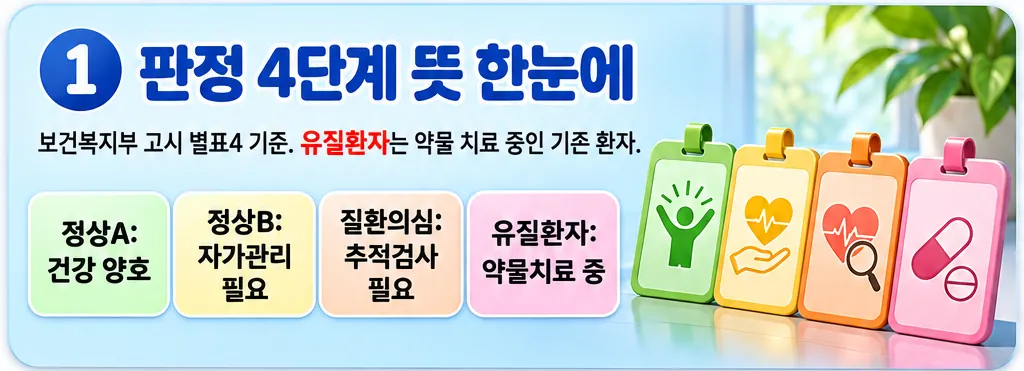 1 판정 4단계 뜻 한눈에
보건복지부 고시 별표4 기준. 유질환자는 약물 치료 중인 기존 환자.
정상A:
건강 양호
정상B:
자가관리
필요
질환의심:
추적검사
필요
유질환자:
약물치료 중